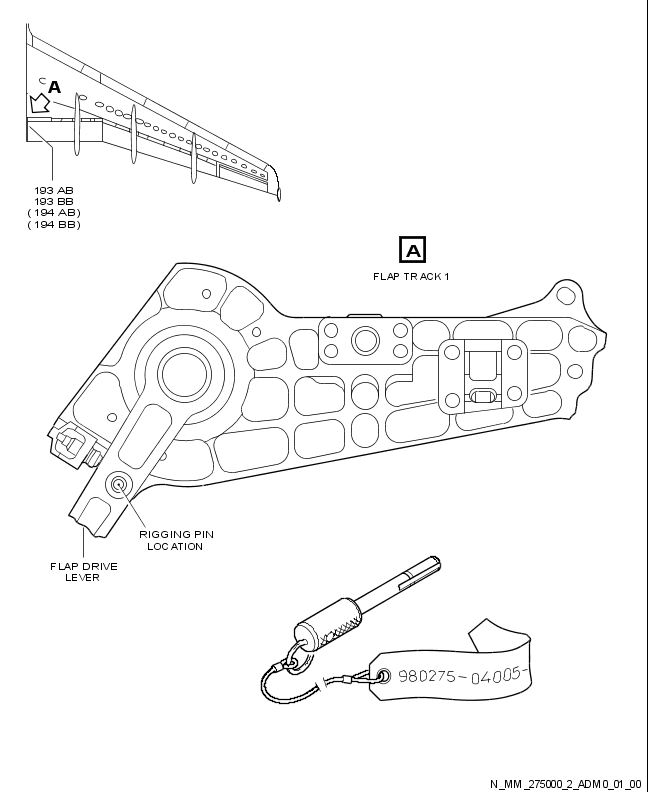 A
193 AB
193 BB
(194 AB)
(194 BB)
A
FLAP TRACK 1
RIGGING PIN
LOCATION
FLAP DRIVE
LEVER
980275-04005-
N_MM_275000_2_ADM0_01_00